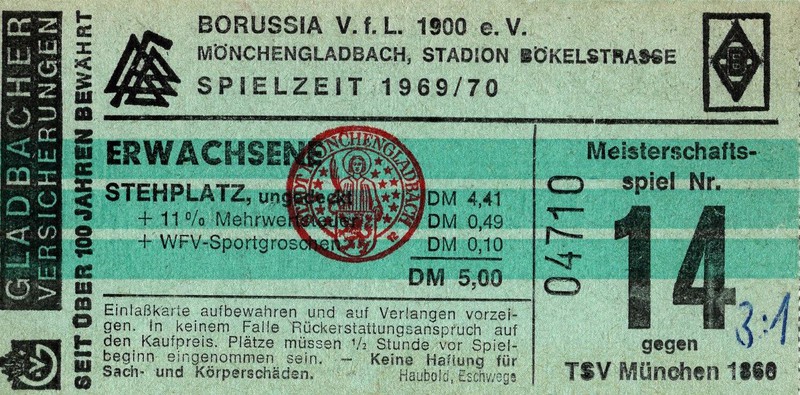 GLADBACHER
VERSICHERUNGEN
SEIT ÜBER 100 JAHREN BEWÄHRT
BORUSSIA V.f.L. 1900 e.V.
MÖNCHENGLADBACH, STADION BÖKELSTRASSE
SPIELZEIT 1969/70
B
ERWACHSENE
STEHPLATZ, ungedeckt DM 4,41
+ 11% Mehrwertsteuer DM 0,49
+ WFV-Sportgroschen DM 0,10
DM 5,00
STADT MÖNCHENGLADBACH
Einlaßkarte aufbewahren und auf Verlangen vorzei-
gen. In keinem Falle Rückerstattungsanspruch auf
den Kaufpreis. Plätze müssen ½ Stunde vor Spiel-
beginn eingenommen sein. — Keine Haftung für
Sach- und Körperschäden. Haubold, Eschwege
04710
Meisterschafts-
spiel Nr.
14
3:1
gegen
TSV München 1860